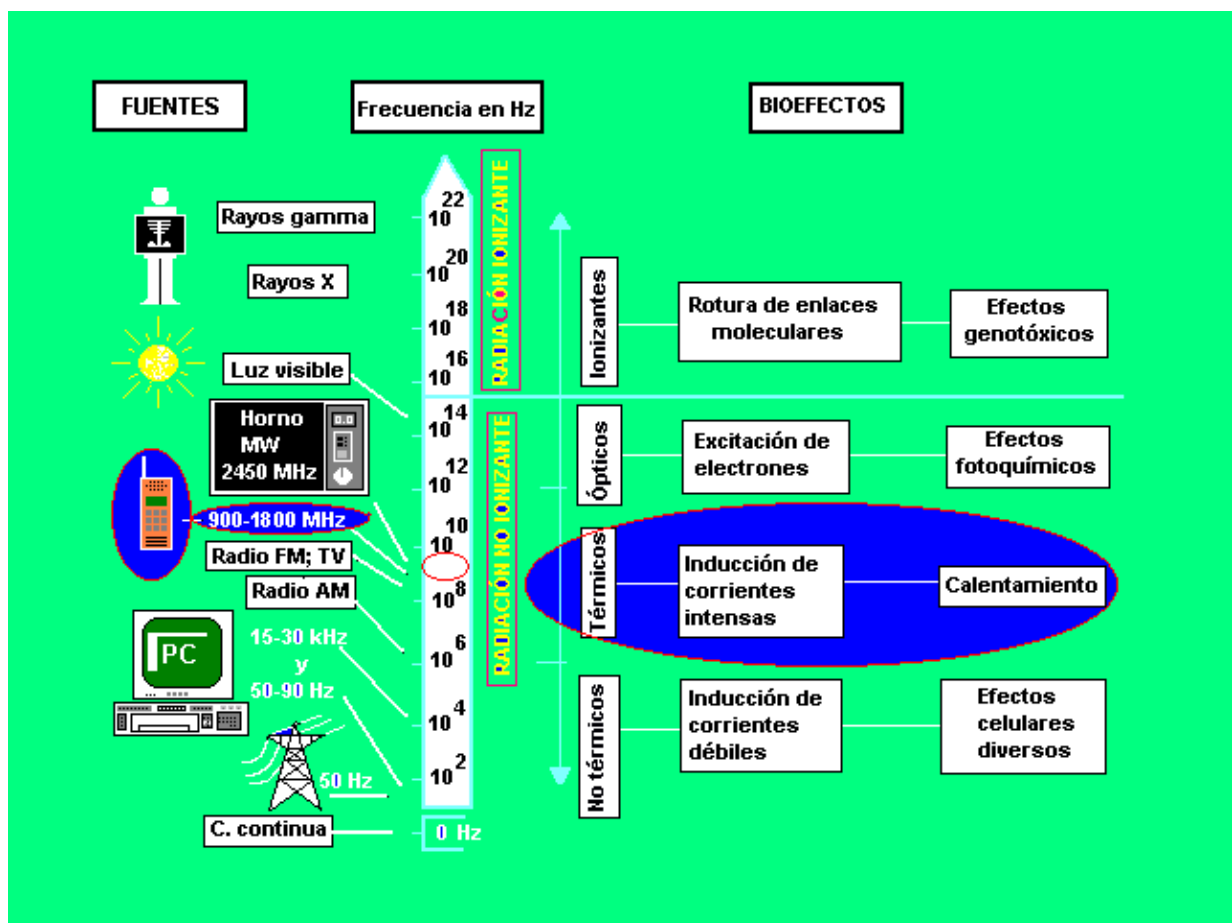 FUENTES
Frecuencia en Hz
BIOEFECTOS
Rayos gamma
Rayos X
Luz visible
Horno
MW
2450 MHz
0.0
900-1800 MHz
Radio FM; TV
Radio AM
PC
15-30 kHz
y
50-90 Hz
50 Hz
C. continua
10 22
10 20
10 18
10 16
10 14
10 12
10 10
10 8
10 6
10 4
10 2
0 Hz
RADIACIÓN IONIZANTE
RADIACIÓN NO IONIZANTE
Ionizantes
Rotura de enlaces
moleculares
Efectos
genotóxicos
Ópticos
Excitación de
electrones
Efectos
fotoquímicos
Térmicos
Inducción de
corrientes
intensas
Calentamiento
No térmicos
Inducción de
corrientes
débiles
Efectos
celulares
diversos